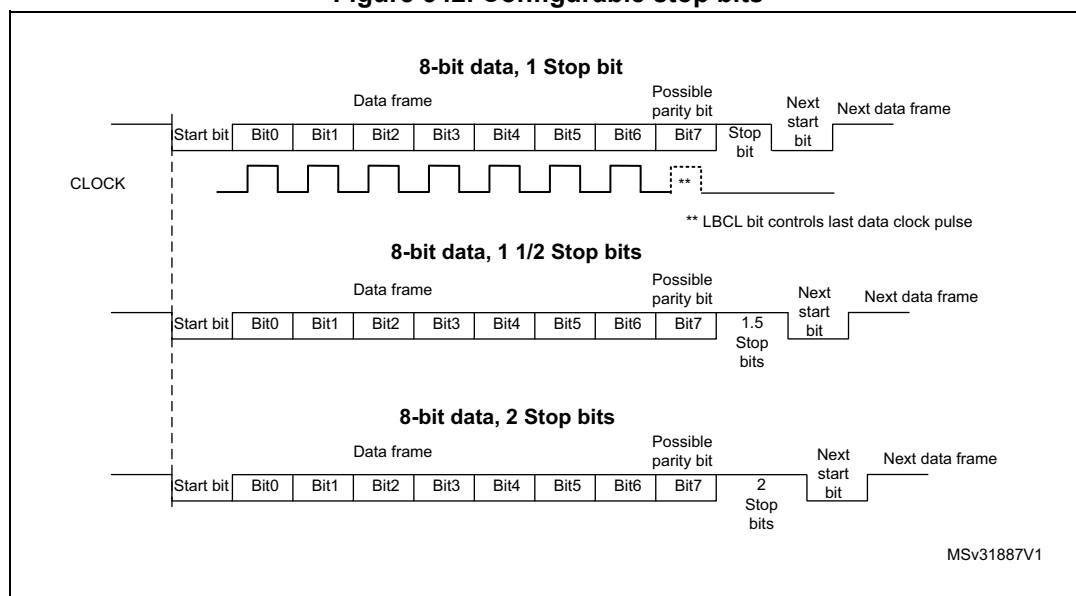 8-bit data, 1 Stop bit
Data frame
Possible
parity bit
Next
start
bit
Next data frame
Start bit Bit0 Bit1 Bit2 Bit3 Bit4 Bit5 Bit6 Bit7 Stop
bit
CLOCK
**
** LBCL bit controls last data clock pulse
8-bit data, 1 1/2 Stop bits
Data frame
Possible
parity bit
Next
start
bit
Next data frame
Start bit Bit0 Bit1 Bit2 Bit3 Bit4 Bit5 Bit6 Bit7 1.5
Stop
bits
8-bit data, 2 Stop bits
Data frame
Possible
parity bit
Next
start
bit
Next data frame
Start bit Bit0 Bit1 Bit2 Bit3 Bit4 Bit5 Bit6 Bit7 2
Stop
bits
MSv31887V1